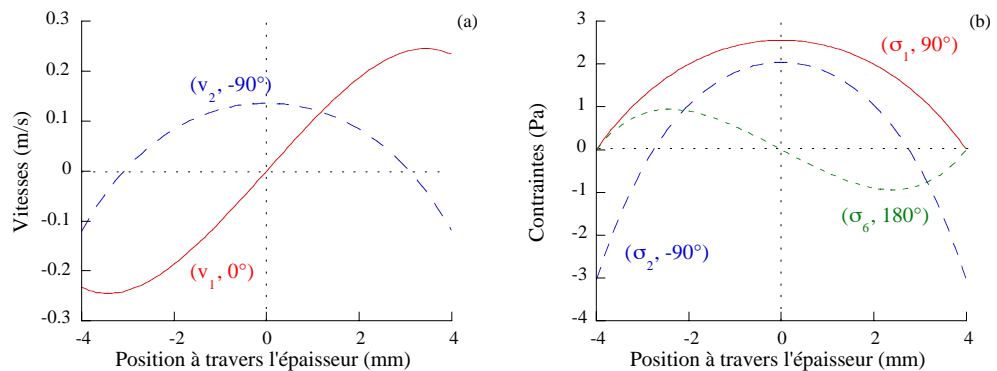 (a)
0.3
0.2
0.1
0
-0.1
-0.2
-0.3
Vitesses (m/s)
(v2, -90°)
(v1, 0°)
-4 -2 0 2 4
Position à travers l'épaisseur (mm)
(b)
3
2
1
0
-1
-2
-3
-4
Contraintes (Pa)
(σ1, 90°)
(σ6, 180°)
(σ2, -90°)
-4 -2 0 2 4
Position à travers l'épaisseur (mm)